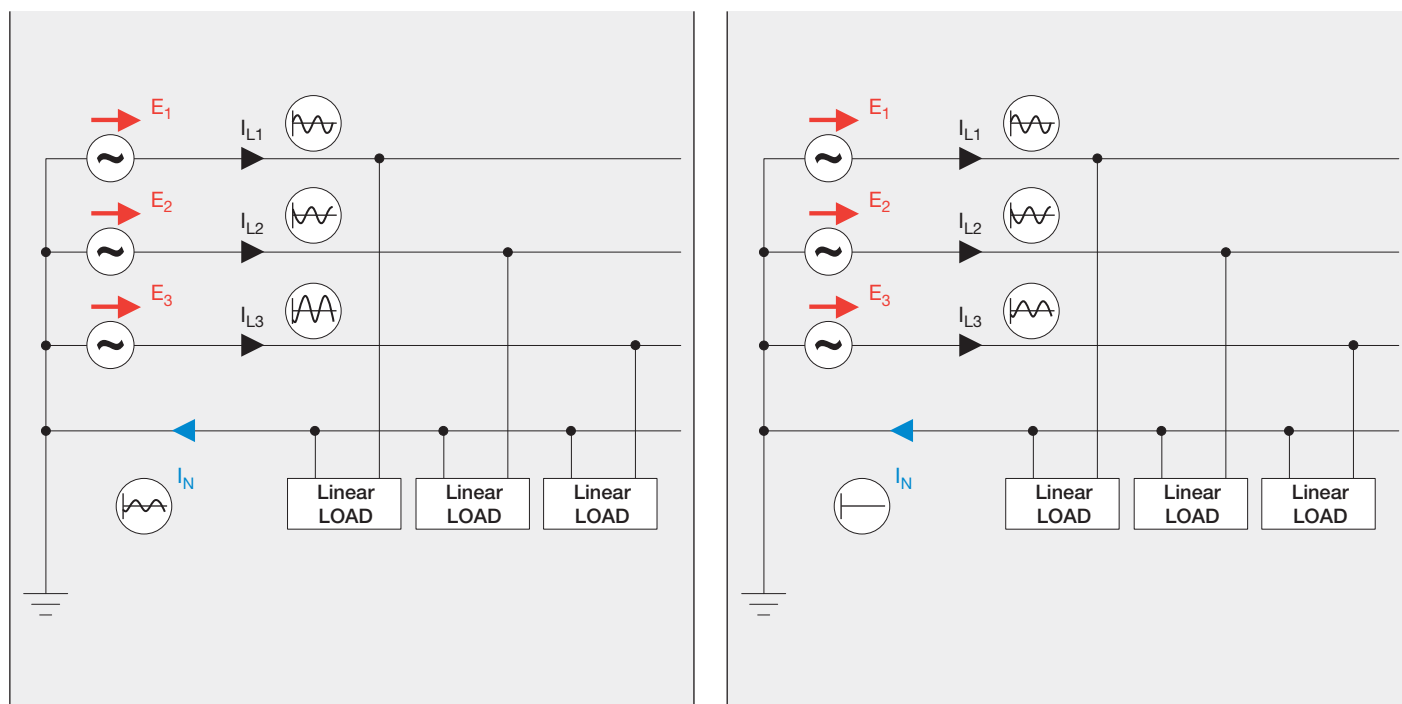 E1
IL1
E2
IL2
E3
IL3
IN
Linear
LOAD
Linear
LOAD
Linear
LOAD
E1
IL1
E2
IL2
E3
IL3
IN
Linear
LOAD
Linear
LOAD
Linear
LOAD